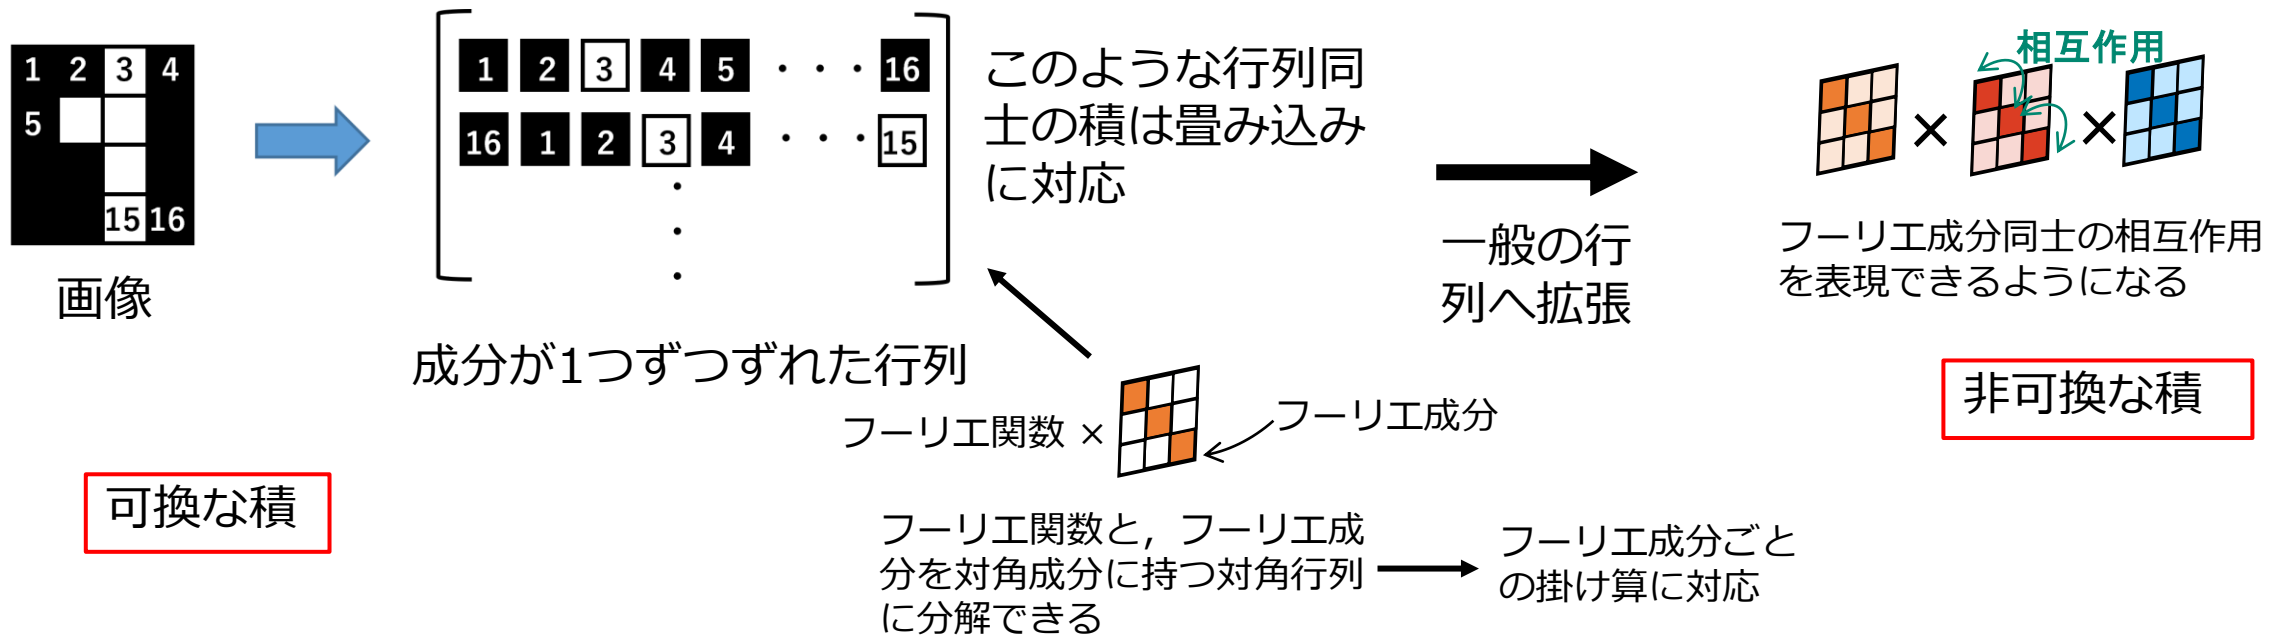 1 2 3 4
5
15 16
画像
可換な積
1 2 3 4 5 ・・・ 16
16 1 2 3 4 ・・・ 15
・
・
・
成分が1つずつずれた行列
このような行列同
士の積は畳み込み
に対応
フーリエ関数 ×
フーリエ成分
フーリエ関数と，フーリエ成
分を対角成分に持つ対角行列
に分解できる
フーリエ成分ごと
の掛け算に対応
一般の行
列へ拡張
相互作用
× ×
フーリエ成分同士の相互作用
を表現できるようになる
非可換な積